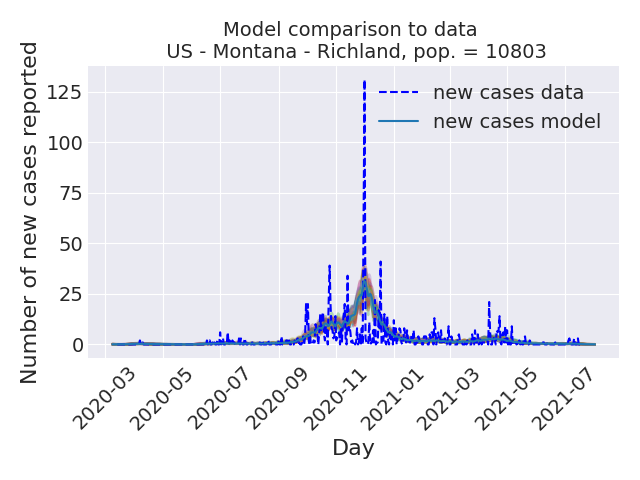 Model comparison to data
US - Montana - Richland, pop. = 10803
new cases data
new cases model
Number of new cases reported
125
100
75
50
25
0
2020-03
2020-05
2020-07
2020-09
2020-11
2021-01
2021-03
2021-05
2021-07
Day